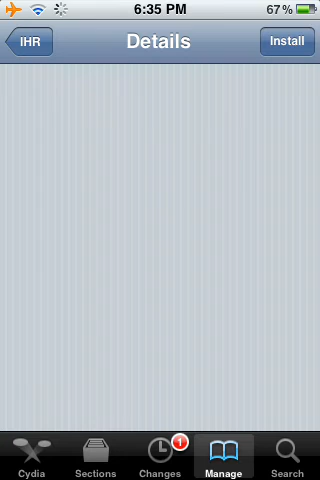 6:35 PM
67%
IHR
Details
Install
1
Cydia
Sections
Changes
Manage
Search